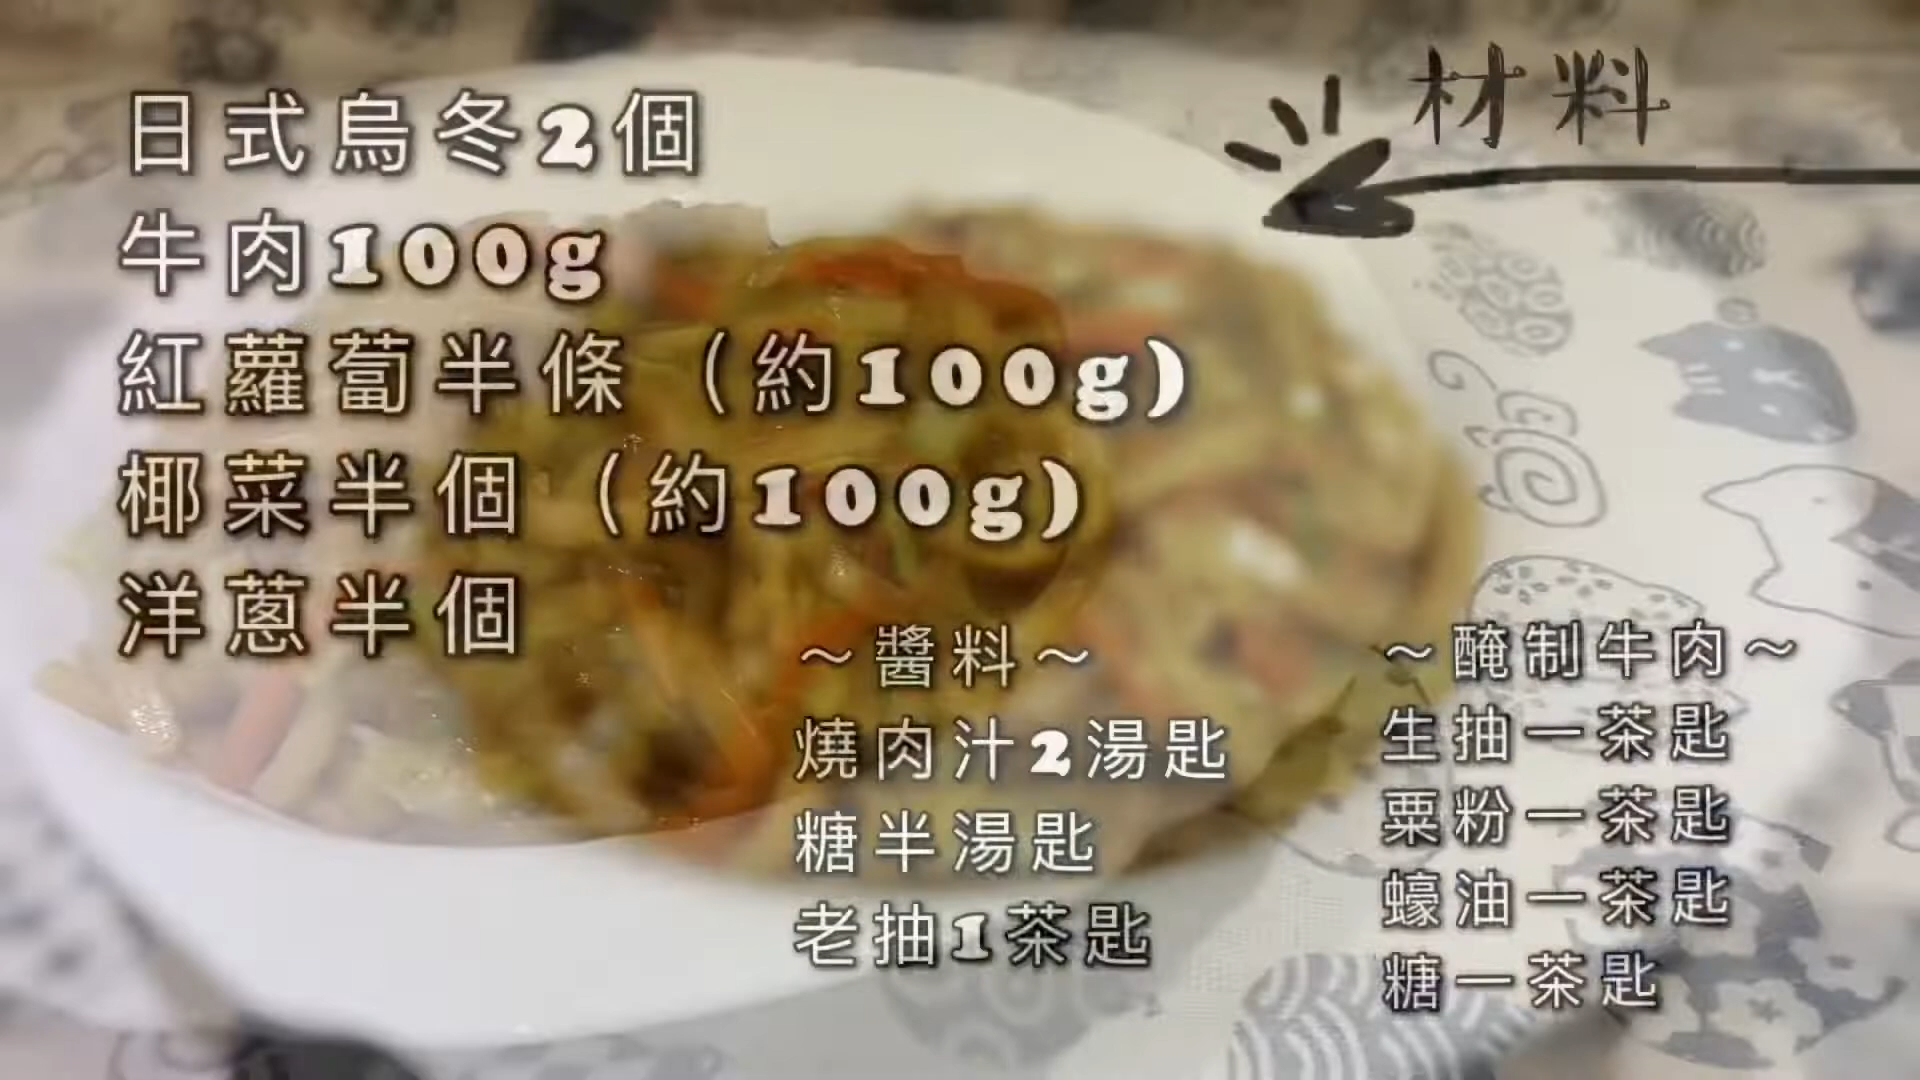 材料
日式烏冬2個
牛肉100g
紅蘿蔔半條（約100g)
椰菜半個（約100g)
洋蔥半個
～醬料～
燒肉汁2湯匙
糖半湯匙
老抽1茶匙
～醃制牛肉～
生抽一茶匙
粟粉一茶匙
蠔油一茶匙
糖一茶匙